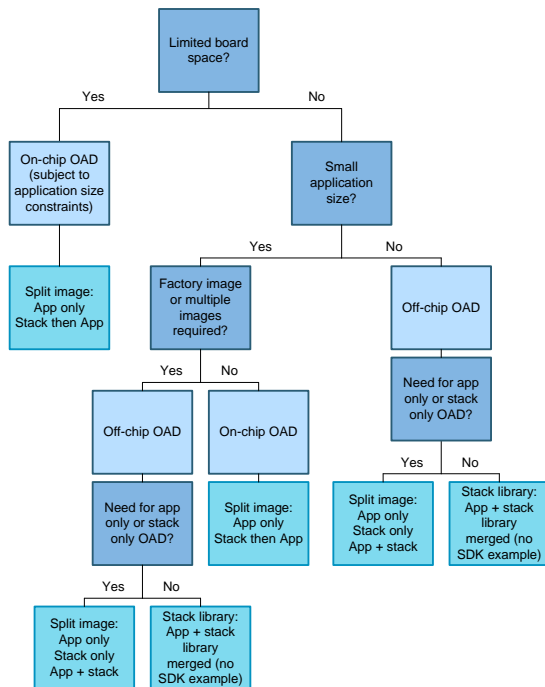 Limited board
space?
Yes
No
On-chip OAD
(subject to
application size
constraints)
Small
application
size?
Yes
No
Split image:
App only
Stack then App
Factory image
or multiple
images
required?
Off-chip OAD
Yes
No
Need for app
only or stack
only OAD?
Off-chip OAD
On-chip OAD
Yes
No
Need for app
only or stack
only OAD?
Split image:
App only
Stack then App
Split image:
App only
Stack only
App + stack
Stack library:
App + stack
library
merged (no
SDK example)
Yes
No
Split image:
App only
Stack only
App + stack
Stack library:
App + stack
library
merged (no
SDK example)